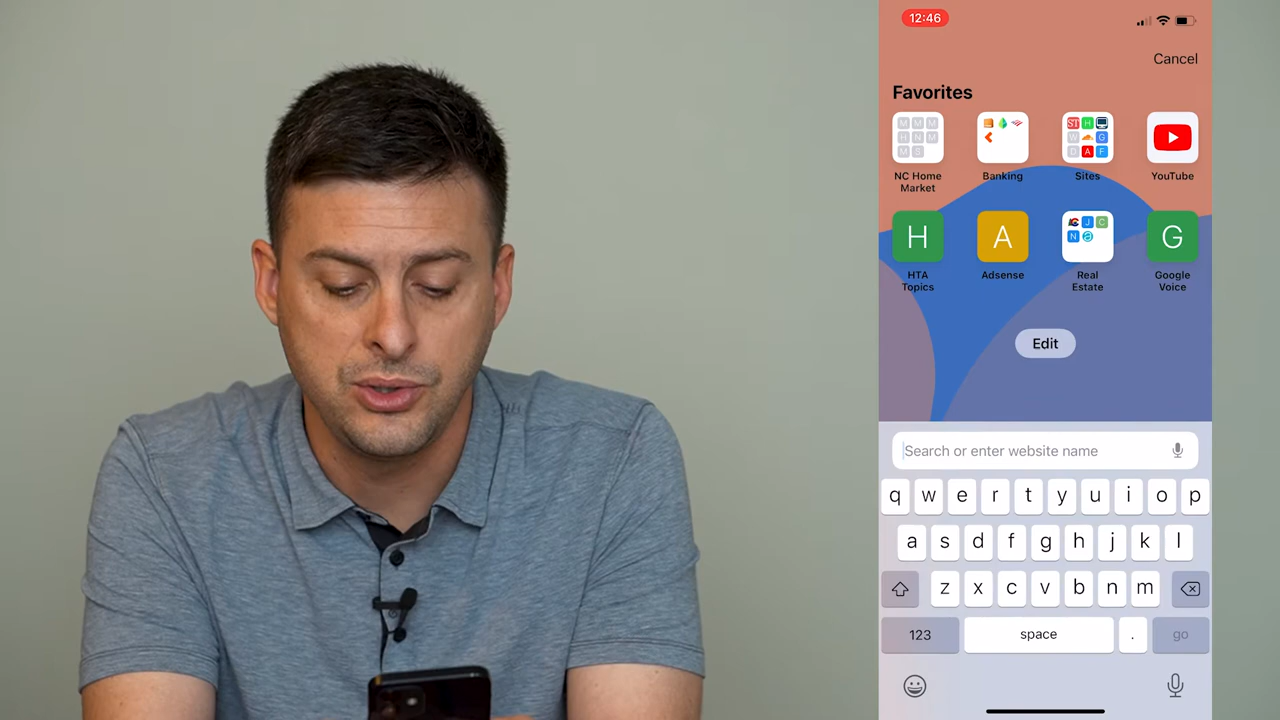 12:46
Cancel
Favorites
NC Home
Market
Banking
Sites
YouTube
H
A
G
HTA
Topics
Adsense
Real
Estate
Google
Voice
Edit
Search or enter website name
q w e r t y u i o p
a s d f g h j k l
z x c v b n m
123
space
.
go